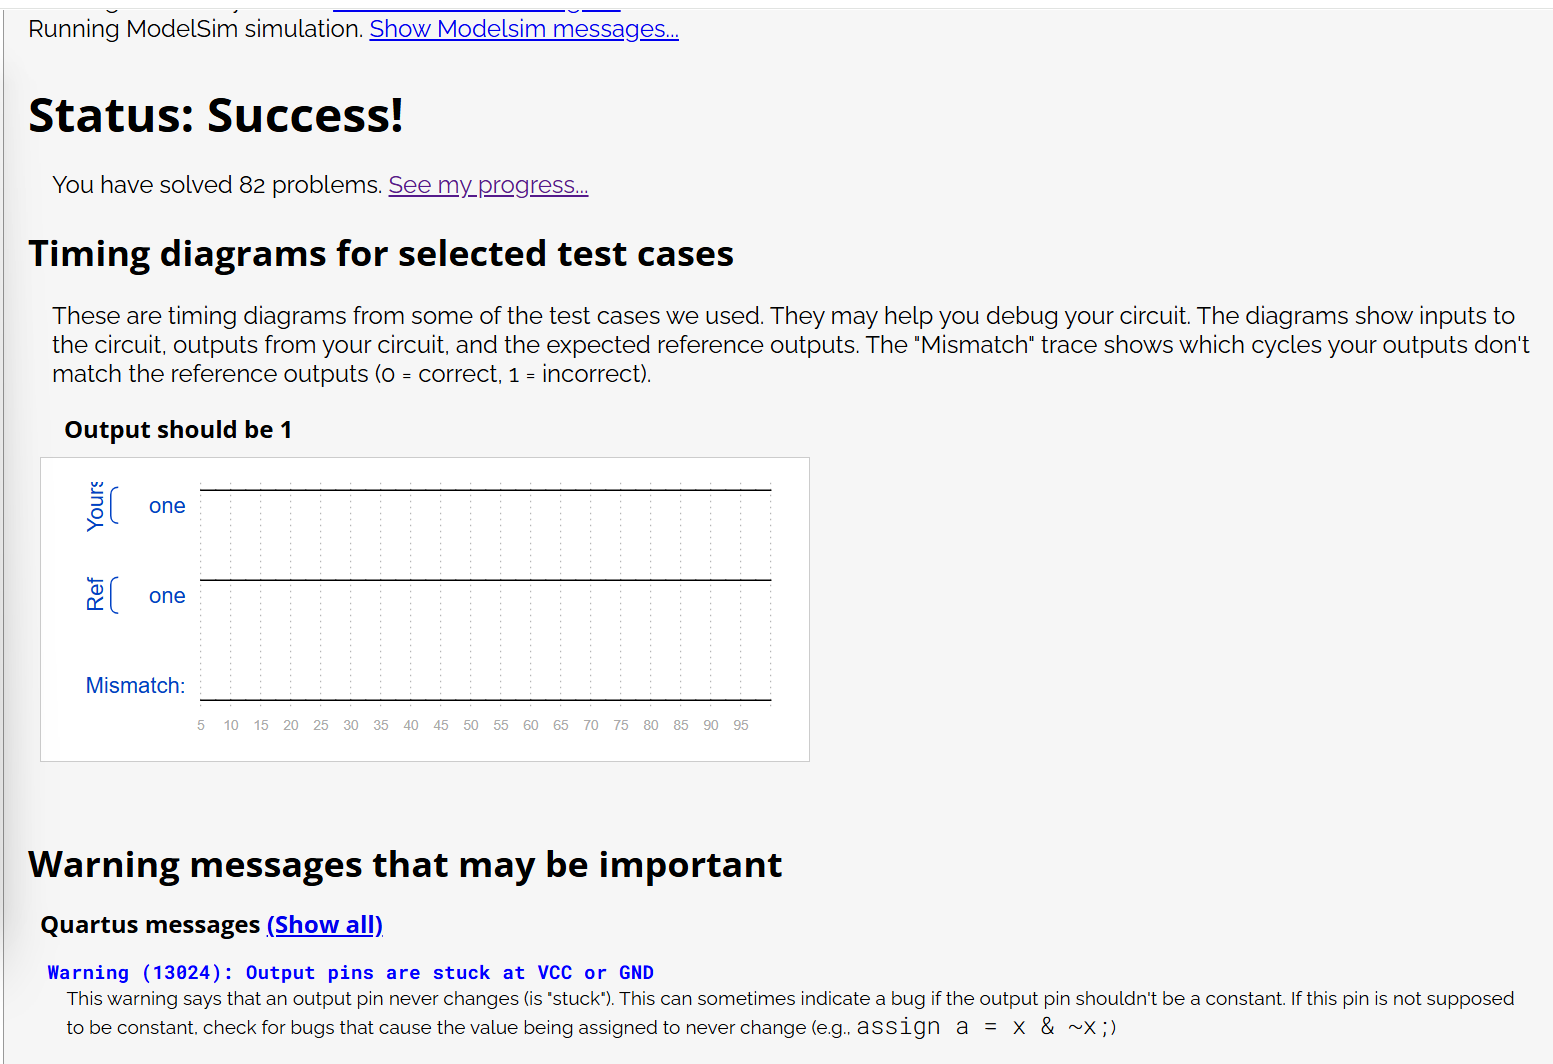 Running ModelSim simulation. Show Modelsim messages...
Status: Success!
You have solved 82 problems. See my progress...
Timing diagrams for selected test cases
These are timing diagrams from some of the test cases we used. They may help you debug your circuit. The diagrams show inputs to
the circuit, outputs from your circuit, and the expected reference outputs. The "Mismatch" trace shows which cycles your outputs don't
match the reference outputs (0 = correct, 1 = incorrect).
Output should be 1
Yours
one
Ref
one
Mismatch:
5 10 15 20 25 30 35 40 45 50 55 60 65 70 75 80 85 90 95
Warning messages that may be important
Quartus messages (Show all)
Warning (13024): Output pins are stuck at VCC or GND
This warning says that an output pin never changes (is "stuck"). This can sometimes indicate a bug if the output pin shouldn't be a constant. If this pin is not supposed
to be constant, check for bugs that cause the value being assigned to never change (e.g., assign a = x & ~x;)